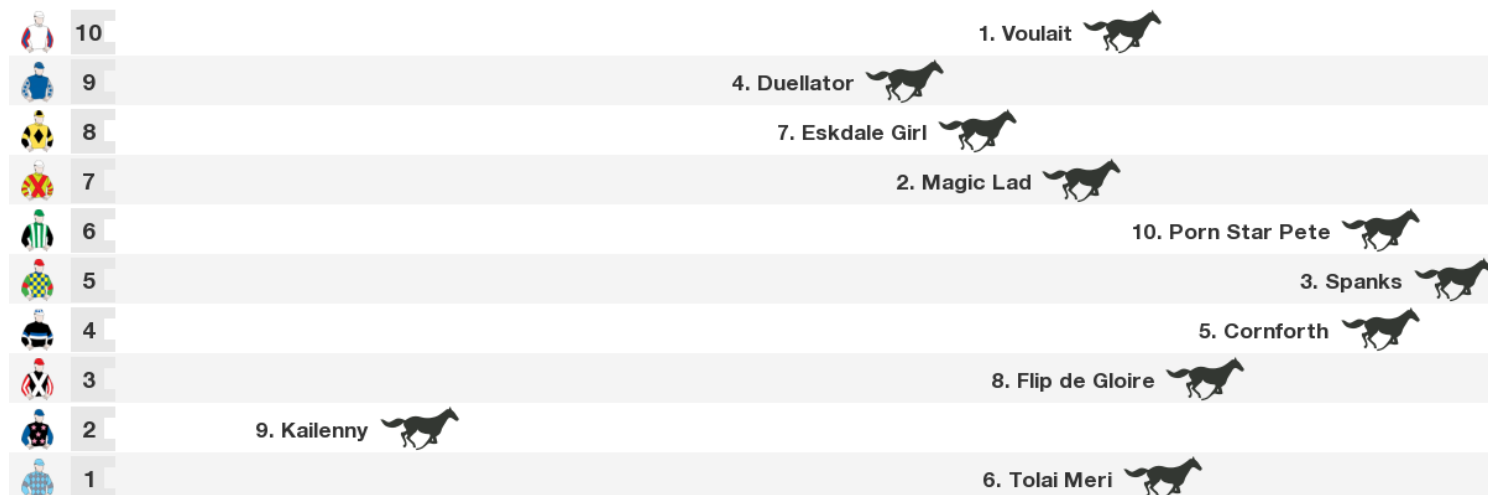 10 1. Voulait
9 4. Duellator
8 7. Eskdale Girl
7 2. Magic Lad
6 10. Porn Star Pete
5 3. Spanks
4 5. Cornforth
3 8. Flip de Gloire
2 9. Kailenny
1 6. Tolai Meri